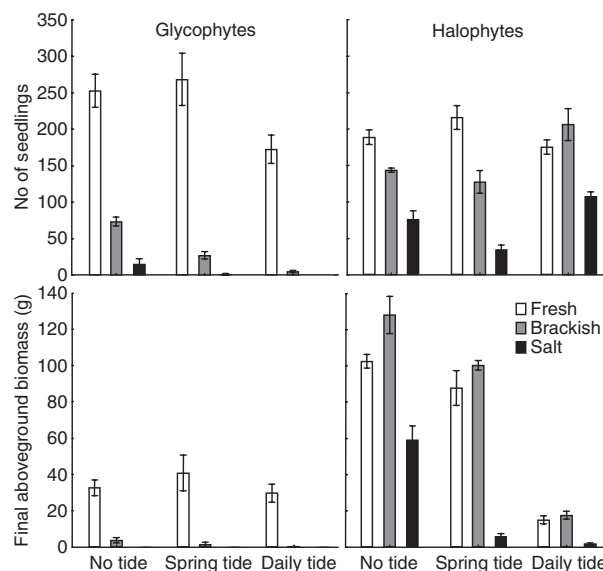 Glycophytes
Halophytes
No of seedlings
350
300
250
200
150
100
50
0
Final aboveground biomass (g)
140
120
100
80
60
40
20
0
Fresh
Brackish
Salt
No tide Spring tide Daily tide
No tide Spring tide Daily tide